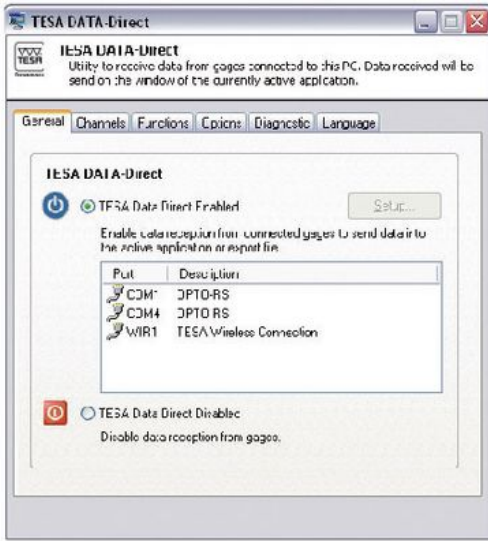 TESA DATA-Direct
TESA
TESA DATA-Direct
Utility to receive data from gages connected to this PC. Data received will be
send on the window of the currently active application.
General Channels Functions Options Diagnostic Language
TESA DATA-Direct
TESA Data Direct Enabled
Setup...
Enable data reception from connected gages to send data into
the active application or export file
Port Description
COM1 OPTO-RS
COM4 OPTO RS
WIR1 TESA Wireless Connection
TESA Data Direct Disabled
Disable data reception from gages.